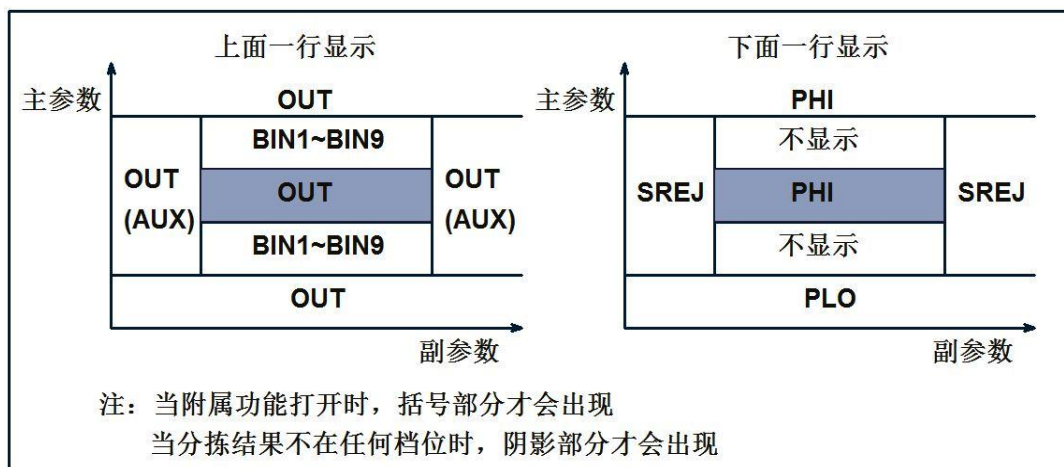 上面一行显示
主参数
OUT
BIN1~BIN9
OUT
(AUX)
OUT
OUT
(AUX)
BIN1~BIN9
OUT
副参数
下面一行显示
主参数
PHI
不显示
SREJ
PHI
SREJ
不显示
PLO
副参数
注：当附属功能打开时，括号部分才会出现
当分拣结果不在任何档位时，阴影部分才会出现